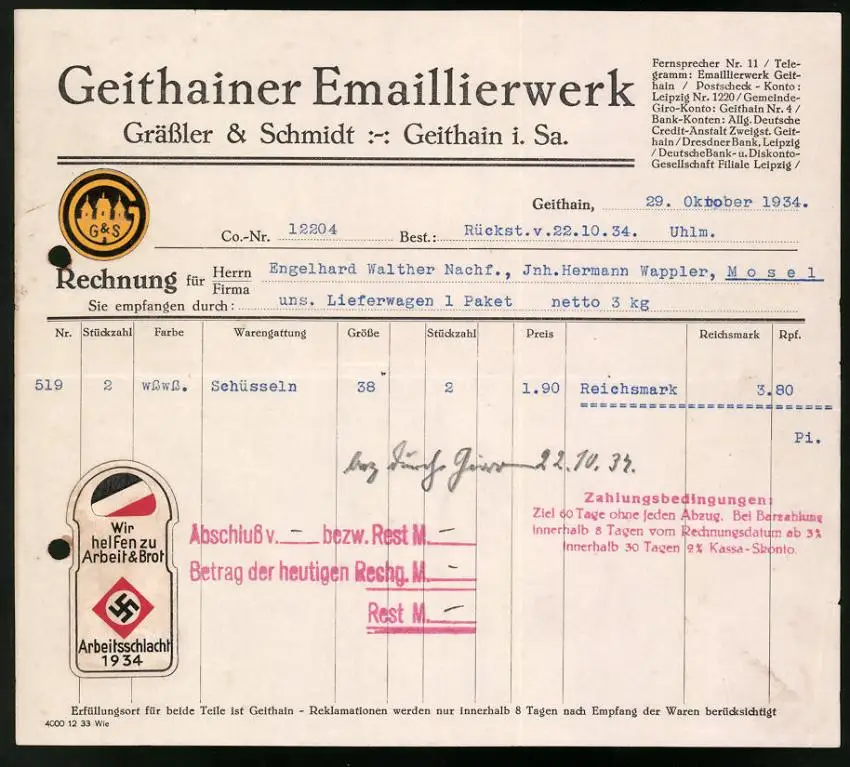 Geithainer Emaillierwerk
Gräßler & Schmidt :-: Geithain i. Sa.
Fernsprecher Nr. 11 / Tele-
gramm: Emaillierwerk Geit-
hain / Postscheck-Konto:
Leipzig Nr. 1220 / Gemeinde-
Giro-Konto: Geithain Nr. 4 /
Bank-Konten: Allg. Deutsche
Credit-Anstalt Zweigst. Geit-
hain / Dresdner Bank, Leipzig
/ Deutsche Bank- u. Diskonto-
Gesellschaft Filiale Leipzig /
G&S
Geithain, 29. Oktober 1934.
Co.-Nr. 12204 Best.: Rückst.v.22.10.34. Uhlm.
Rechnung für Herrn Firma Engelhard Walther Nachf., Jnh.Hermann Wappler, Mosel
Sie empfangen durch: uns. Lieferwagen 1 Paket netto 3 kg
Nr. Stückzahl Farbe Warengattung Größe Stückzahl Preis Reichsmark Rpf.
519 2 wßwß. Schüsseln 38 2 1.90 Reichsmark 3.80
Pi.
durch Giro 22.10.34.
Zahlungsbedingungen:
Ziel 60 Tage ohne jeden Abzug. Bei Barzahlung
innerhalb 8 Tagen vom Rechnungsdatum ab 3%
innerhalb 30 Tagen 2% Kassa-Skonto.
Abschluß v. — bezw. Rest M. —
Betrag der heutigen Rechg. M. —
Rest M. —
Wir
helfen zu
Arbeit & Brot
Arbeitsschlacht
1934
Erfüllungsort für beide Teile ist Geithain - Reklamationen werden nur innerhalb 8 Tagen nach Empfang der Waren berücksichtigt
4000 12 33 Wie